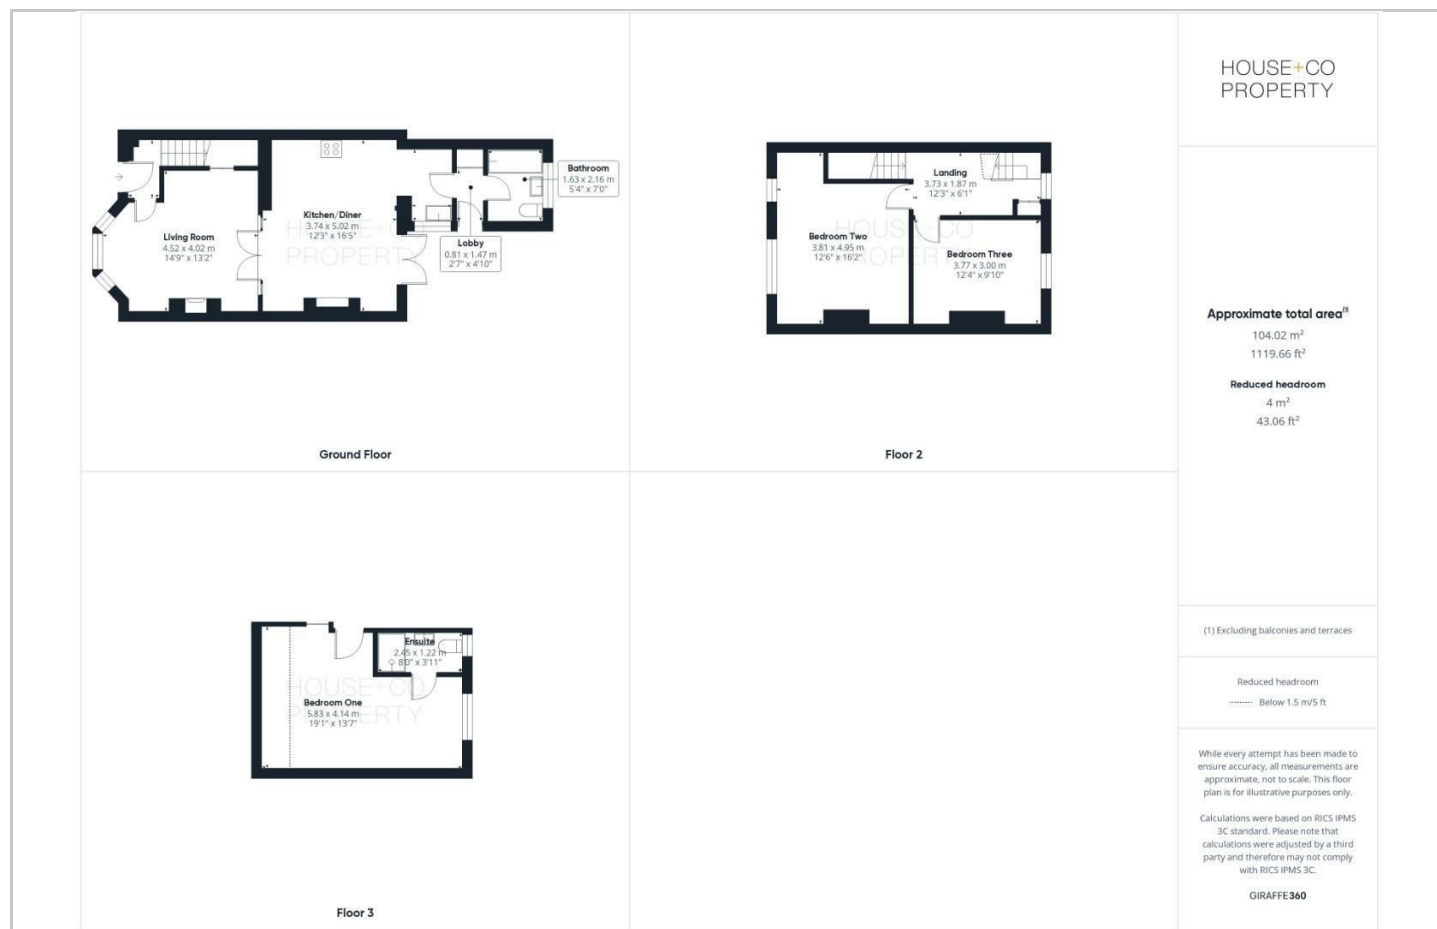 Living Room
4.52 x 4.02 m
14'9" x 13'2"
Kitchen/Diner
3.74 x 5.02 m
12'3" x 16'5"
HOUSE+CO
PROPERTY
Lobby
0.81 x 1.47 m
2'7" x 4'10"
Bathroom
1.63 x 2.16 m
5'4" x 7'0"
Ground Floor
Landing
3.73 x 1.87 m
12'3" x 6'1"
Bedroom Two
3.81 x 4.95 m
12'6" x 16'2"
Bedroom Three
3.77 x 3.00 m
12'4" x 9'10"
HOUSE+CO
PROPERTY
Floor 2
Ensuite
2.45 x 1.22 m
8'0" x 3'11"
Bedroom One
5.83 x 4.14 m
19'1" x 13'7"
HOUSE+CO
PROPERTY
Floor 3
HOUSE+CO
PROPERTY
Approximate total area(1)
104.02 m²
1119.66 ft²
Reduced headroom
4 m²
43.06 ft²
(1) Excluding balconies and terraces
Reduced headroom
Below 1.5 m/5 ft
While every attempt has been made to
ensure accuracy, all measurements are
approximate, not to scale. This floor
plan is for illustrative purposes only.
Calculations were based on RICS IPMS
3C standard. Please note that
calculations were adjusted by a third
party and therefore may not comply
with RICS IPMS 3C.
GIRAFFE360